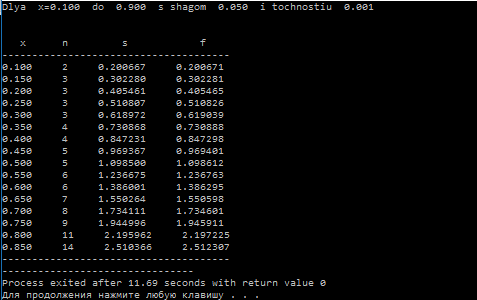 Dlya  x=0.100  do  0.900  s shagom  0.050  i tochnostiu  0.001
x      n         s            f
---------------------------------------
0.100     2     0.200667     0.200671
0.150     3     0.302280     0.302281
0.200     3     0.405461     0.405465
0.250     3     0.510807     0.510826
0.300     3     0.618972     0.619039
0.350     4     0.730868     0.730888
0.400     4     0.847231     0.847298
0.450     5     0.969367     0.969401
0.500     5     1.098500     1.098612
0.550     6     1.236675     1.236763
0.600     6     1.386001     1.386295
0.650     7     1.550264     1.550598
0.700     8     1.734111     1.734601
0.750     9     1.944996     1.945911
0.800     11     2.195962     2.197225
0.850     14     2.510366     2.512307
---------------------------------------
--------------------------------
Process exited after 11.69 seconds with return value 0
Для продолжения нажмите любую клавишу . . .